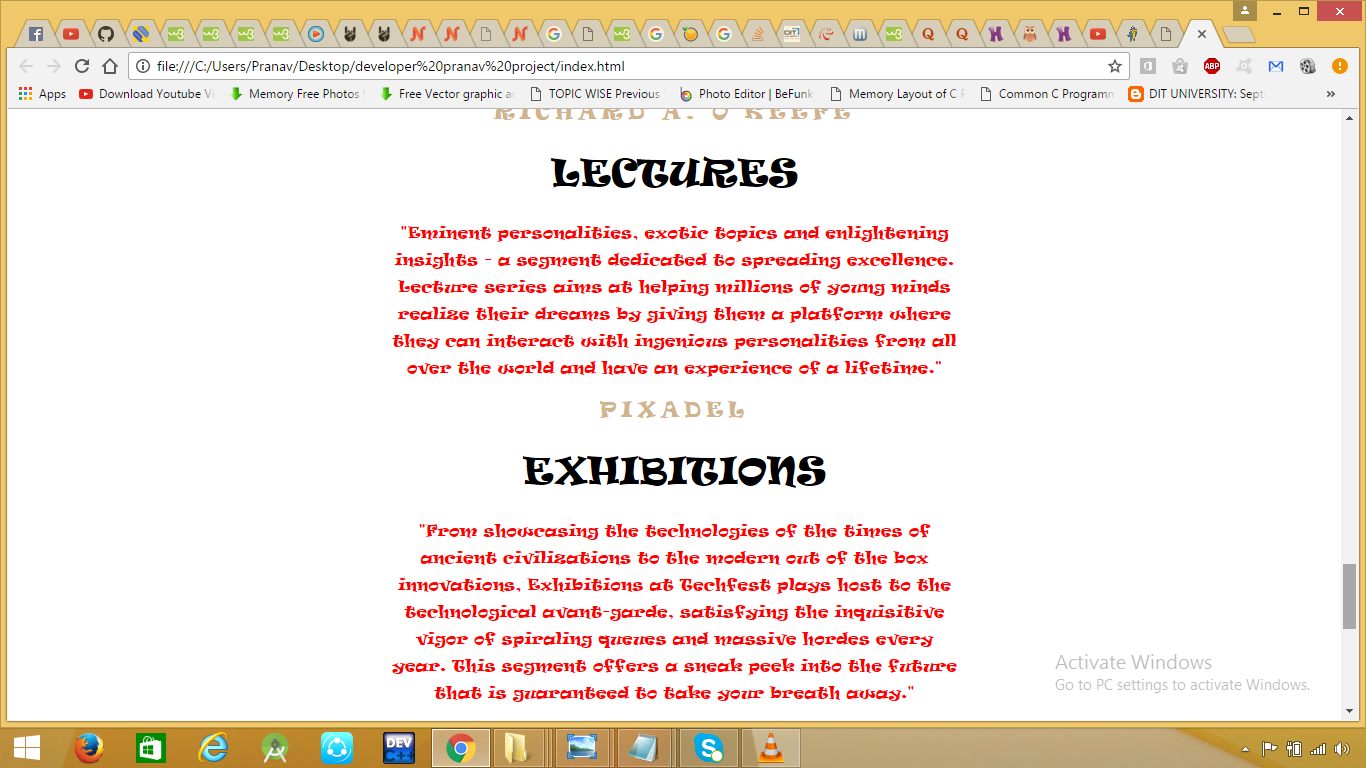 file:///C:/Users/Pranav/Desktop/developer%20pranav%20project/index.html
Apps Download Youtube Vi Memory Free Photos Free Vector graphic a TOPIC WISE Previous Photo Editor | BeFunk Memory Layout of C P Common C Programm DIT UNIVERSITY: Sept »
RICHARD A. O'KEEFE
LECTURES
"Eminent personalities, exotic topics and enlightening
insights - a segment dedicated to spreading excellence.
Lecture series aims at helping millions of young minds
realize their dreams by giving them a platform where
they can interact with ingenious personalities from all
over the world and have an experience of a lifetime."
PIXADEL
EXHIBITIONS
"From showcasing the technologies of the times of
ancient civilizations to the modern out of the box
innovations, Exhibitions at Techfest plays host to the
technological avant-garde, satisfying the inquisitive
vigor of spiraling queues and massive hordes every
year. This segment offers a sneak peek into the future
that is guaranteed to take your breath away."
Activate Windows
Go to PC settings to activate Windows.
DEV
C++